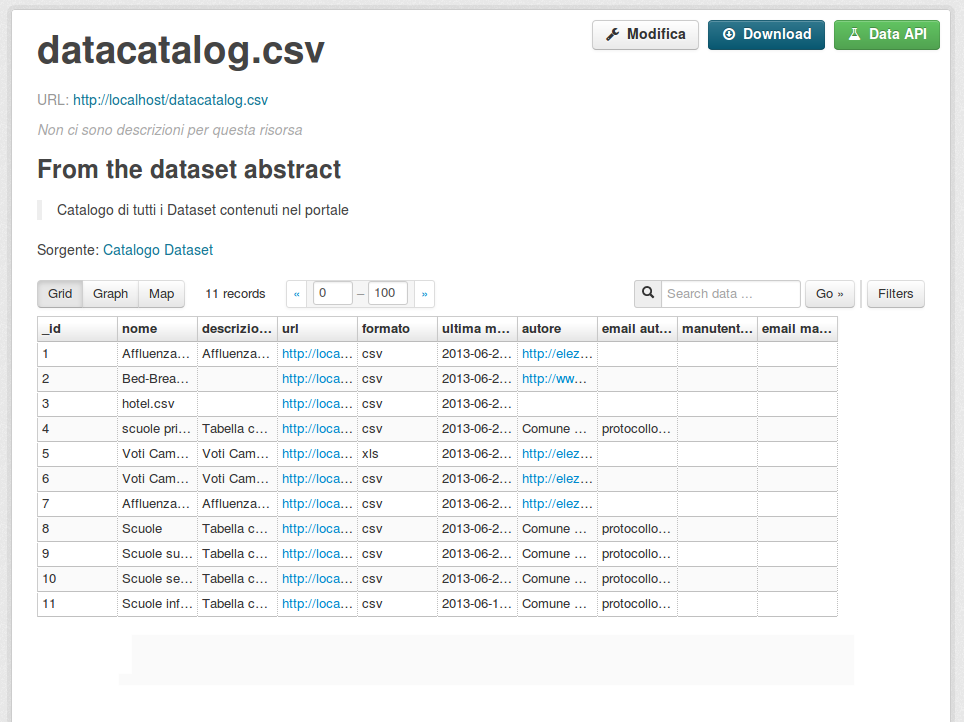 datacatalog.csv
Modifica Download Data API
URL: http://localhost/datacatalog.csv
Non ci sono descrizioni per questa risorsa
From the dataset abstract
Catalogo di tutti i Dataset contenuti nel portale
Sorgente: Catalogo Dataset
Grid Graph Map 11 records « 0 – 100 » Search data ... Go » Filters
_id nome descrizio... url formato ultima m... autore email aut... manutent... email ma...
1 Affluenza... Affluenza... http://loca... csv 2013-06-2... http://elez...
2 Bed-Brea... http://loca... csv 2013-06-2... http://ww...
3 hotel.csv http://loca... csv 2013-06-2...
4 scuole pri... Tabella c... http://loca... csv 2013-06-2... Comune ... protocollo...
5 Voti Cam... Voti Cam... http://loca... xls 2013-06-2... http://elez...
6 Voti Cam... Voti Cam... http://loca... csv 2013-06-2... http://elez...
7 Affluenza... Affluenza... http://loca... csv 2013-06-2... http://elez...
8 Scuole Tabella c... http://loca... csv 2013-06-2... Comune ... protocollo...
9 Scuole su... Tabella c... http://loca... csv 2013-06-2... Comune ... protocollo...
10 Scuole se... Tabella c... http://loca... csv 2013-06-2... Comune ... protocollo...
11 Scuole inf... Tabella c... http://loca... csv 2013-06-1... Comune ... protocollo...